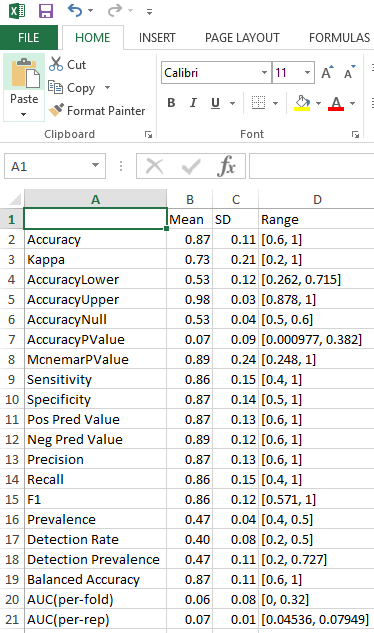 FILE HOME INSERT PAGE LAYOUT FORMULAS
Cut
Copy
Format Painter
Paste
Clipboard
Calibri 11 A A
B I U A
Font
A1 fx
A B C D
1 Mean SD Range
2 Accuracy 0.87 0.11 [0.6, 1]
3 Kappa 0.73 0.21 [0.2, 1]
4 AccuracyLower 0.53 0.12 [0.262, 0.715]
5 AccuracyUpper 0.98 0.03 [0.878, 1]
6 AccuracyNull 0.53 0.04 [0.5, 0.6]
7 AccuracyPValue 0.07 0.09 [0.000977, 0.382]
8 McnemarPValue 0.89 0.24 [0.248, 1]
9 Sensitivity 0.86 0.15 [0.4, 1]
10 Specificity 0.87 0.14 [0.5, 1]
11 Pos Pred Value 0.87 0.13 [0.6, 1]
12 Neg Pred Value 0.89 0.12 [0.6, 1]
13 Precision 0.87 0.13 [0.6, 1]
14 Recall 0.86 0.15 [0.4, 1]
15 F1 0.86 0.12 [0.571, 1]
16 Prevalence 0.47 0.04 [0.4, 0.5]
17 Detection Rate 0.40 0.08 [0.2, 0.5]
18 Detection Prevalence 0.47 0.11 [0.2, 0.727]
19 Balanced Accuracy 0.87 0.11 [0.6, 1]
20 AUC(per-fold) 0.06 0.08 [0, 0.32]
21 AUC(per-rep) 0.07 0.01 [0.04536, 0.07949]